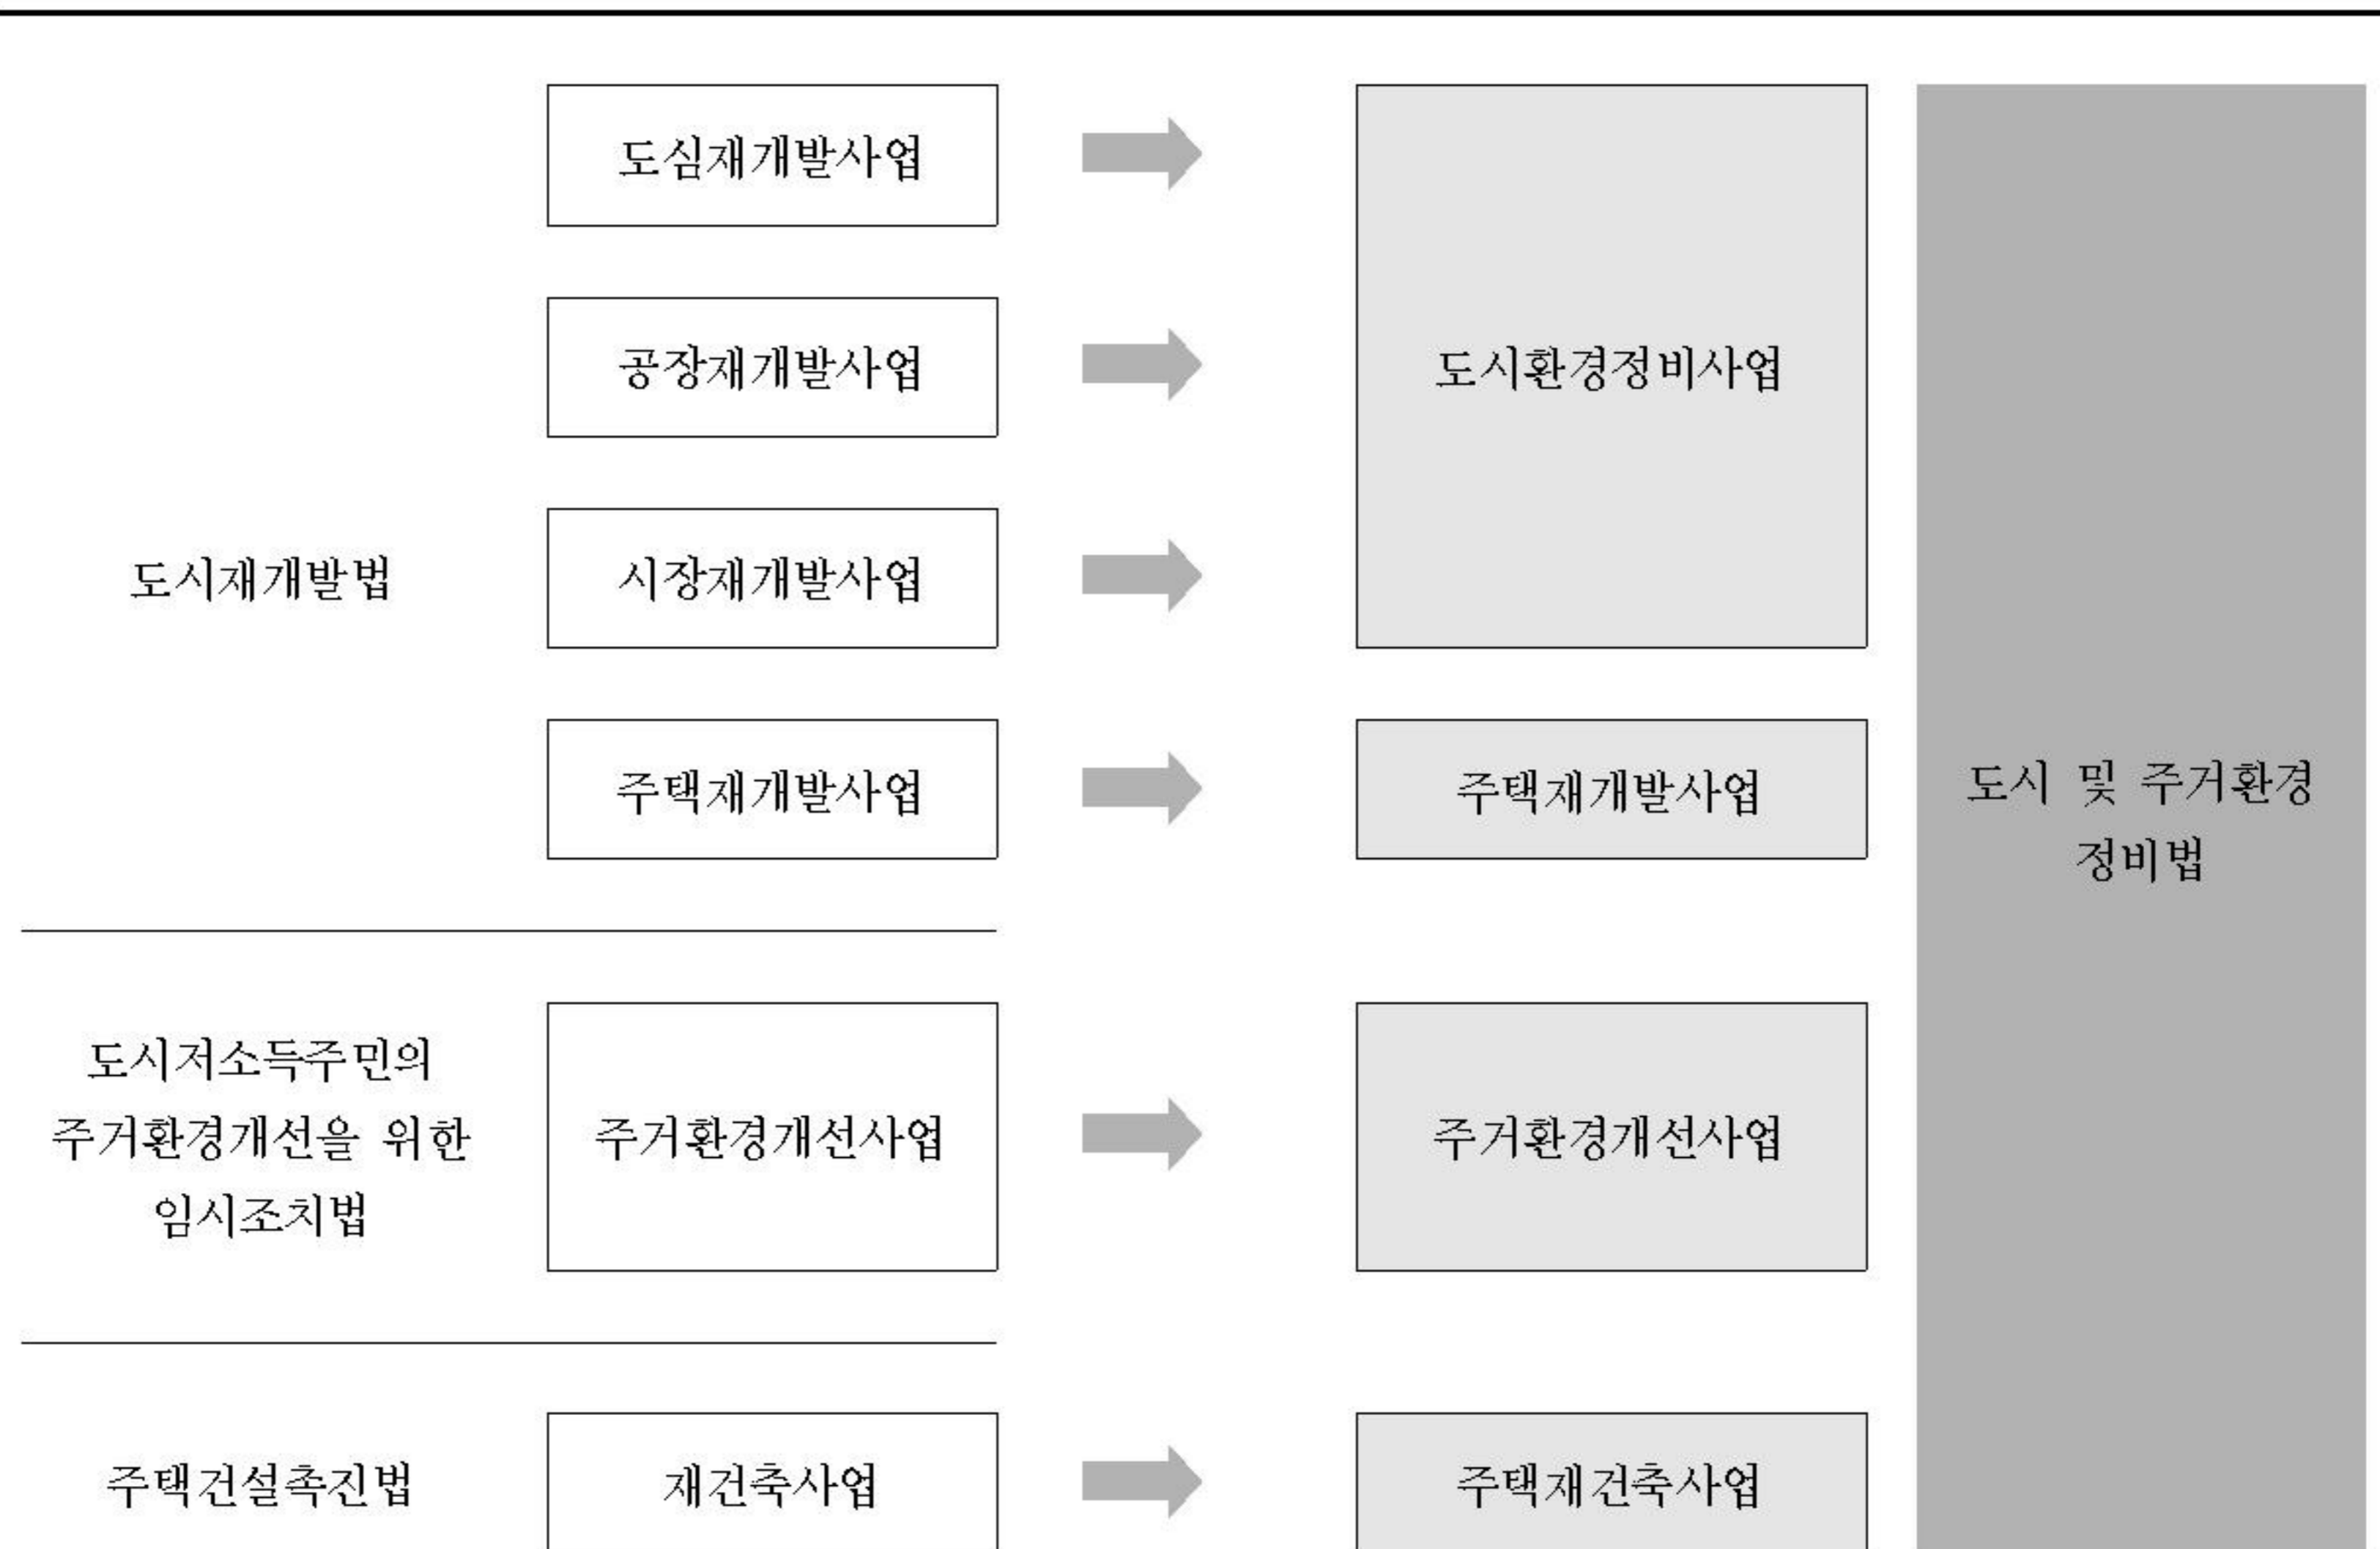 도심재개발사업
공장재개발사업
도시환경정비사업
도시재개발법
시장재개발사업
주택재개발사업
주택재개발사업
도시 및 주거환경
정비법
도시저소득주민의
주거환경개선을 위한
임시조치법
주거환경개선사업
주거환경개선사업
주택건설촉진법
재건축사업
주택재건축사업